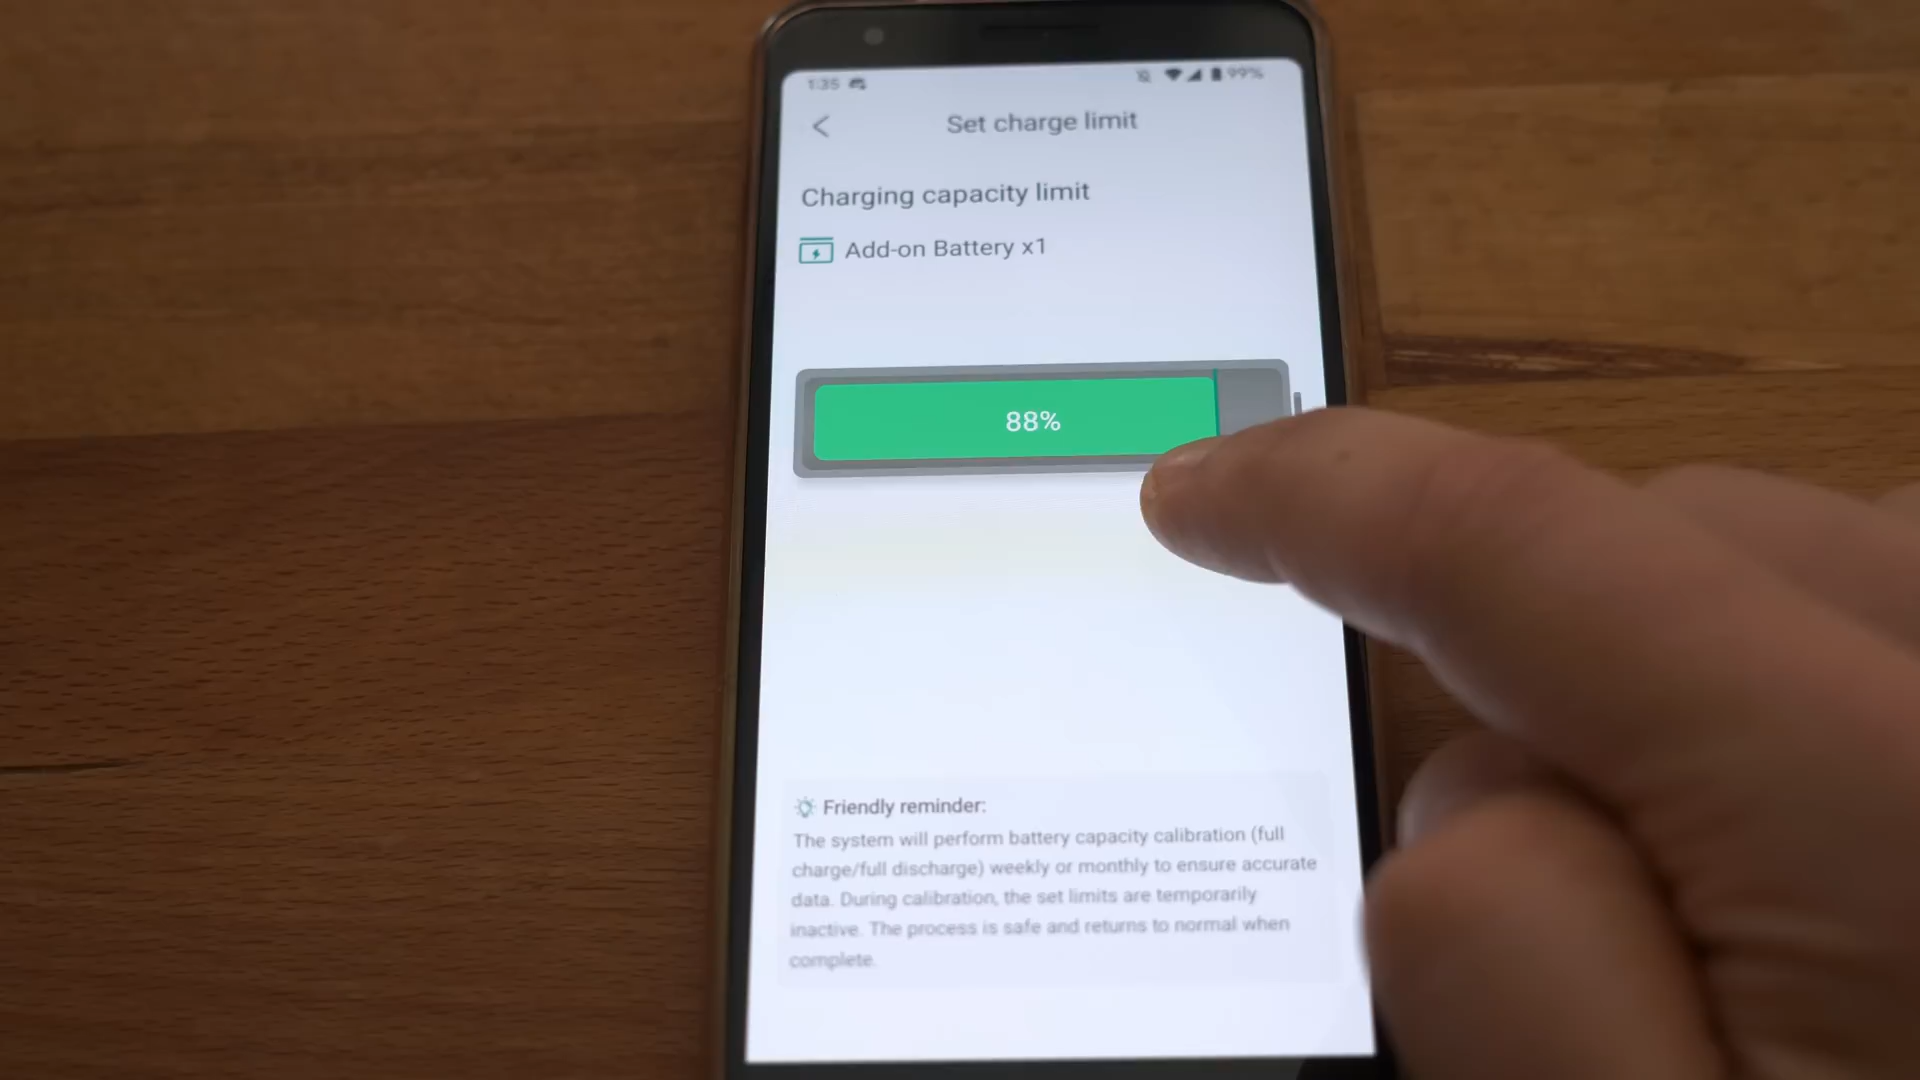 1:35 99%
Set charge limit
Charging capacity limit
Add-on Battery x1
88%
Friendly reminder:
The system will perform battery capacity calibration (full
charge/full discharge) weekly or monthly to ensure accurate
data. During calibration, the set limits are temporarily
inactive. The process is safe and returns to normal when
complete.